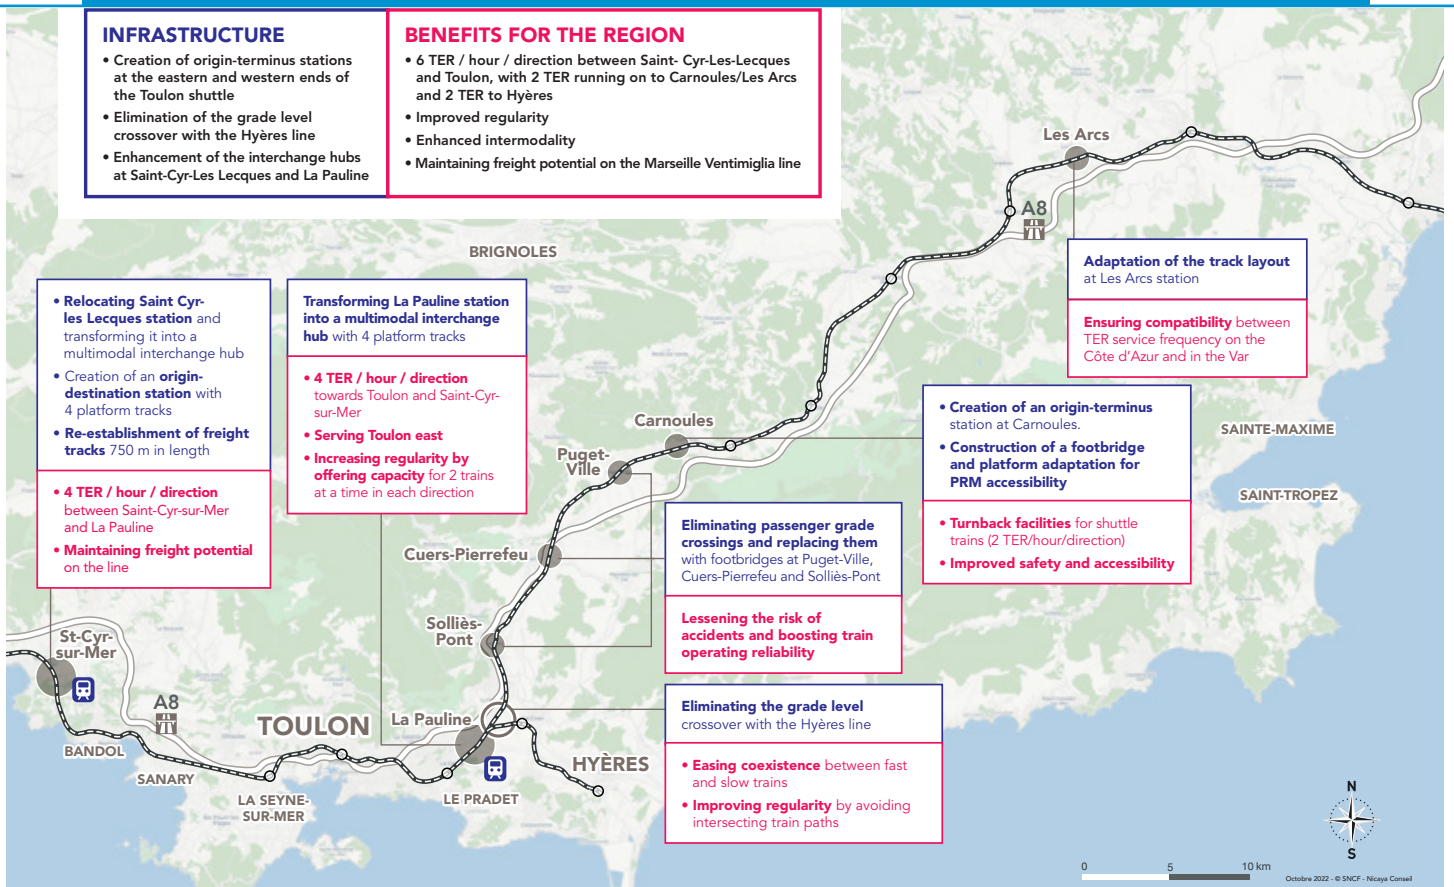 INFRASTRUCTURE
• Creation of origin-terminus stations
at the eastern and western ends of
the Toulon shuttle
• Elimination of the grade level
crossover with the Hyères line
• Enhancement of the interchange hubs
at Saint-Cyr-Les Lecques and La Pauline
BENEFITS FOR THE REGION
• 6 TER / hour / direction between Saint- Cyr-Les-Lecques
and Toulon, with 2 TER running on to Carnoules/Les Arcs
and 2 TER to Hyères
• Improved regularity
• Enhanced intermodality
• Maintaining freight potential on the Marseille Ventimiglia line
Les Arcs
A8
BRIGNOLES
Adaptation of the track layout
at Les Arcs station
Ensuring compatibility between
TER service frequency on the
Côte d'Azur and in the Var
• Relocating Saint Cyr-
les Lecques station and
transforming it into a
multimodal interchange hub
• Creation of an origin-
destination station with
4 platform tracks
• Re-establishment of freight
tracks 750 m in length
• 4 TER / hour / direction
between Saint-Cyr-sur-Mer
and La Pauline
• Maintaining freight potential
on the line
Transforming La Pauline station
into a multimodal interchange
hub with 4 platform tracks
• 4 TER / hour / direction
towards Toulon and Saint-Cyr-
sur-Mer
• Serving Toulon east
• Increasing regularity by
offering capacity for 2 trains
at a time in each direction
Carnoules
Puget-
Ville
Cuers-Pierrefeu
Solliès-
Pont
• Creation of an origin-terminus
station at Carnoules.
• Construction of a footbridge
and platform adaptation for
PRM accessibility
• Turnback facilities for shuttle
trains (2 TER/hour/direction)
• Improved safety and accessibility
SAINTE-MAXIME
SAINT-TROPEZ
Eliminating passenger grade
crossings and replacing them
with footbridges at Puget-Ville,
Cuers-Pierrefeu and Solliès-Pont
Lessening the risk of
accidents and boosting train
operating reliability
Eliminating the grade level
crossover with the Hyères line
• Easing coexistence between fast
and slow trains
• Improving regularity by avoiding
intersecting train paths
St-Cyr-
sur-Mer
A8
TOULON
La Pauline
HYÈRES
BANDOL
SANARY
LA SEYNE-
SUR-MER
LE PRADET
N
S
0 5 10 km
Octobre 2022 - © SNCF - Nicaya Conseil